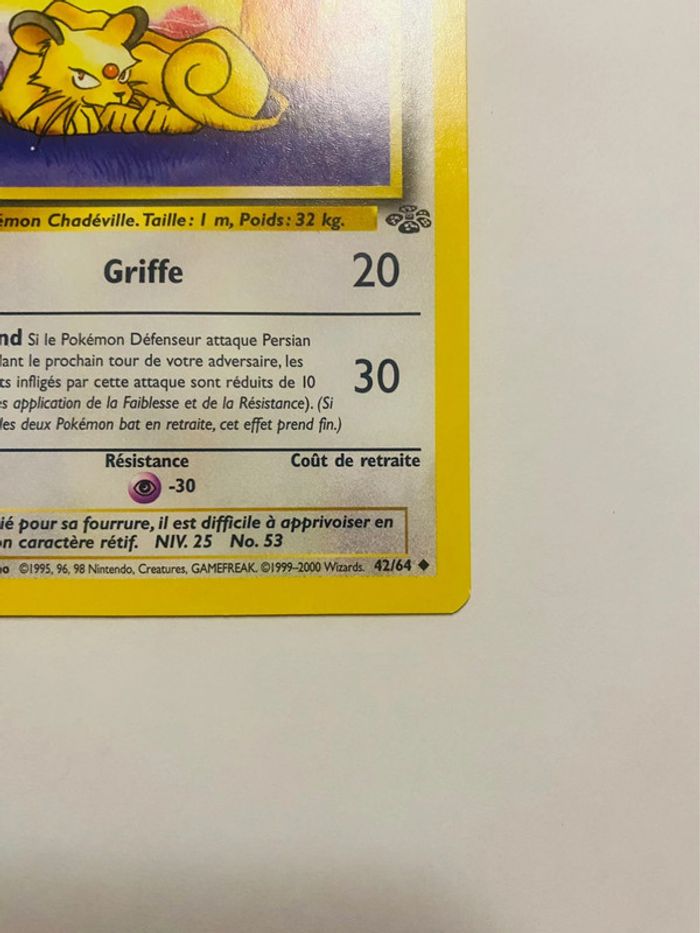 émon Chadéville. Taille : 1 m, Poids : 32 kg.
Griffe 20
nd Si le Pokémon Défenseur attaque Persian
lant le prochain tour de votre adversaire, les
ts infligés par cette attaque sont réduits de 10 30
s application de la Faiblesse et de la Résistance). (Si
les deux Pokémon bat en retraite, cet effet prend fin.)
Résistance Coût de retraite
-30
ié pour sa fourrure, il est difficile à apprivoiser en
n caractère rétif. NIV. 25 No. 53
o ©1995, 96, 98 Nintendo, Creatures, GAMEFREAK. ©1999–2000 Wizards. 42/64 ◆